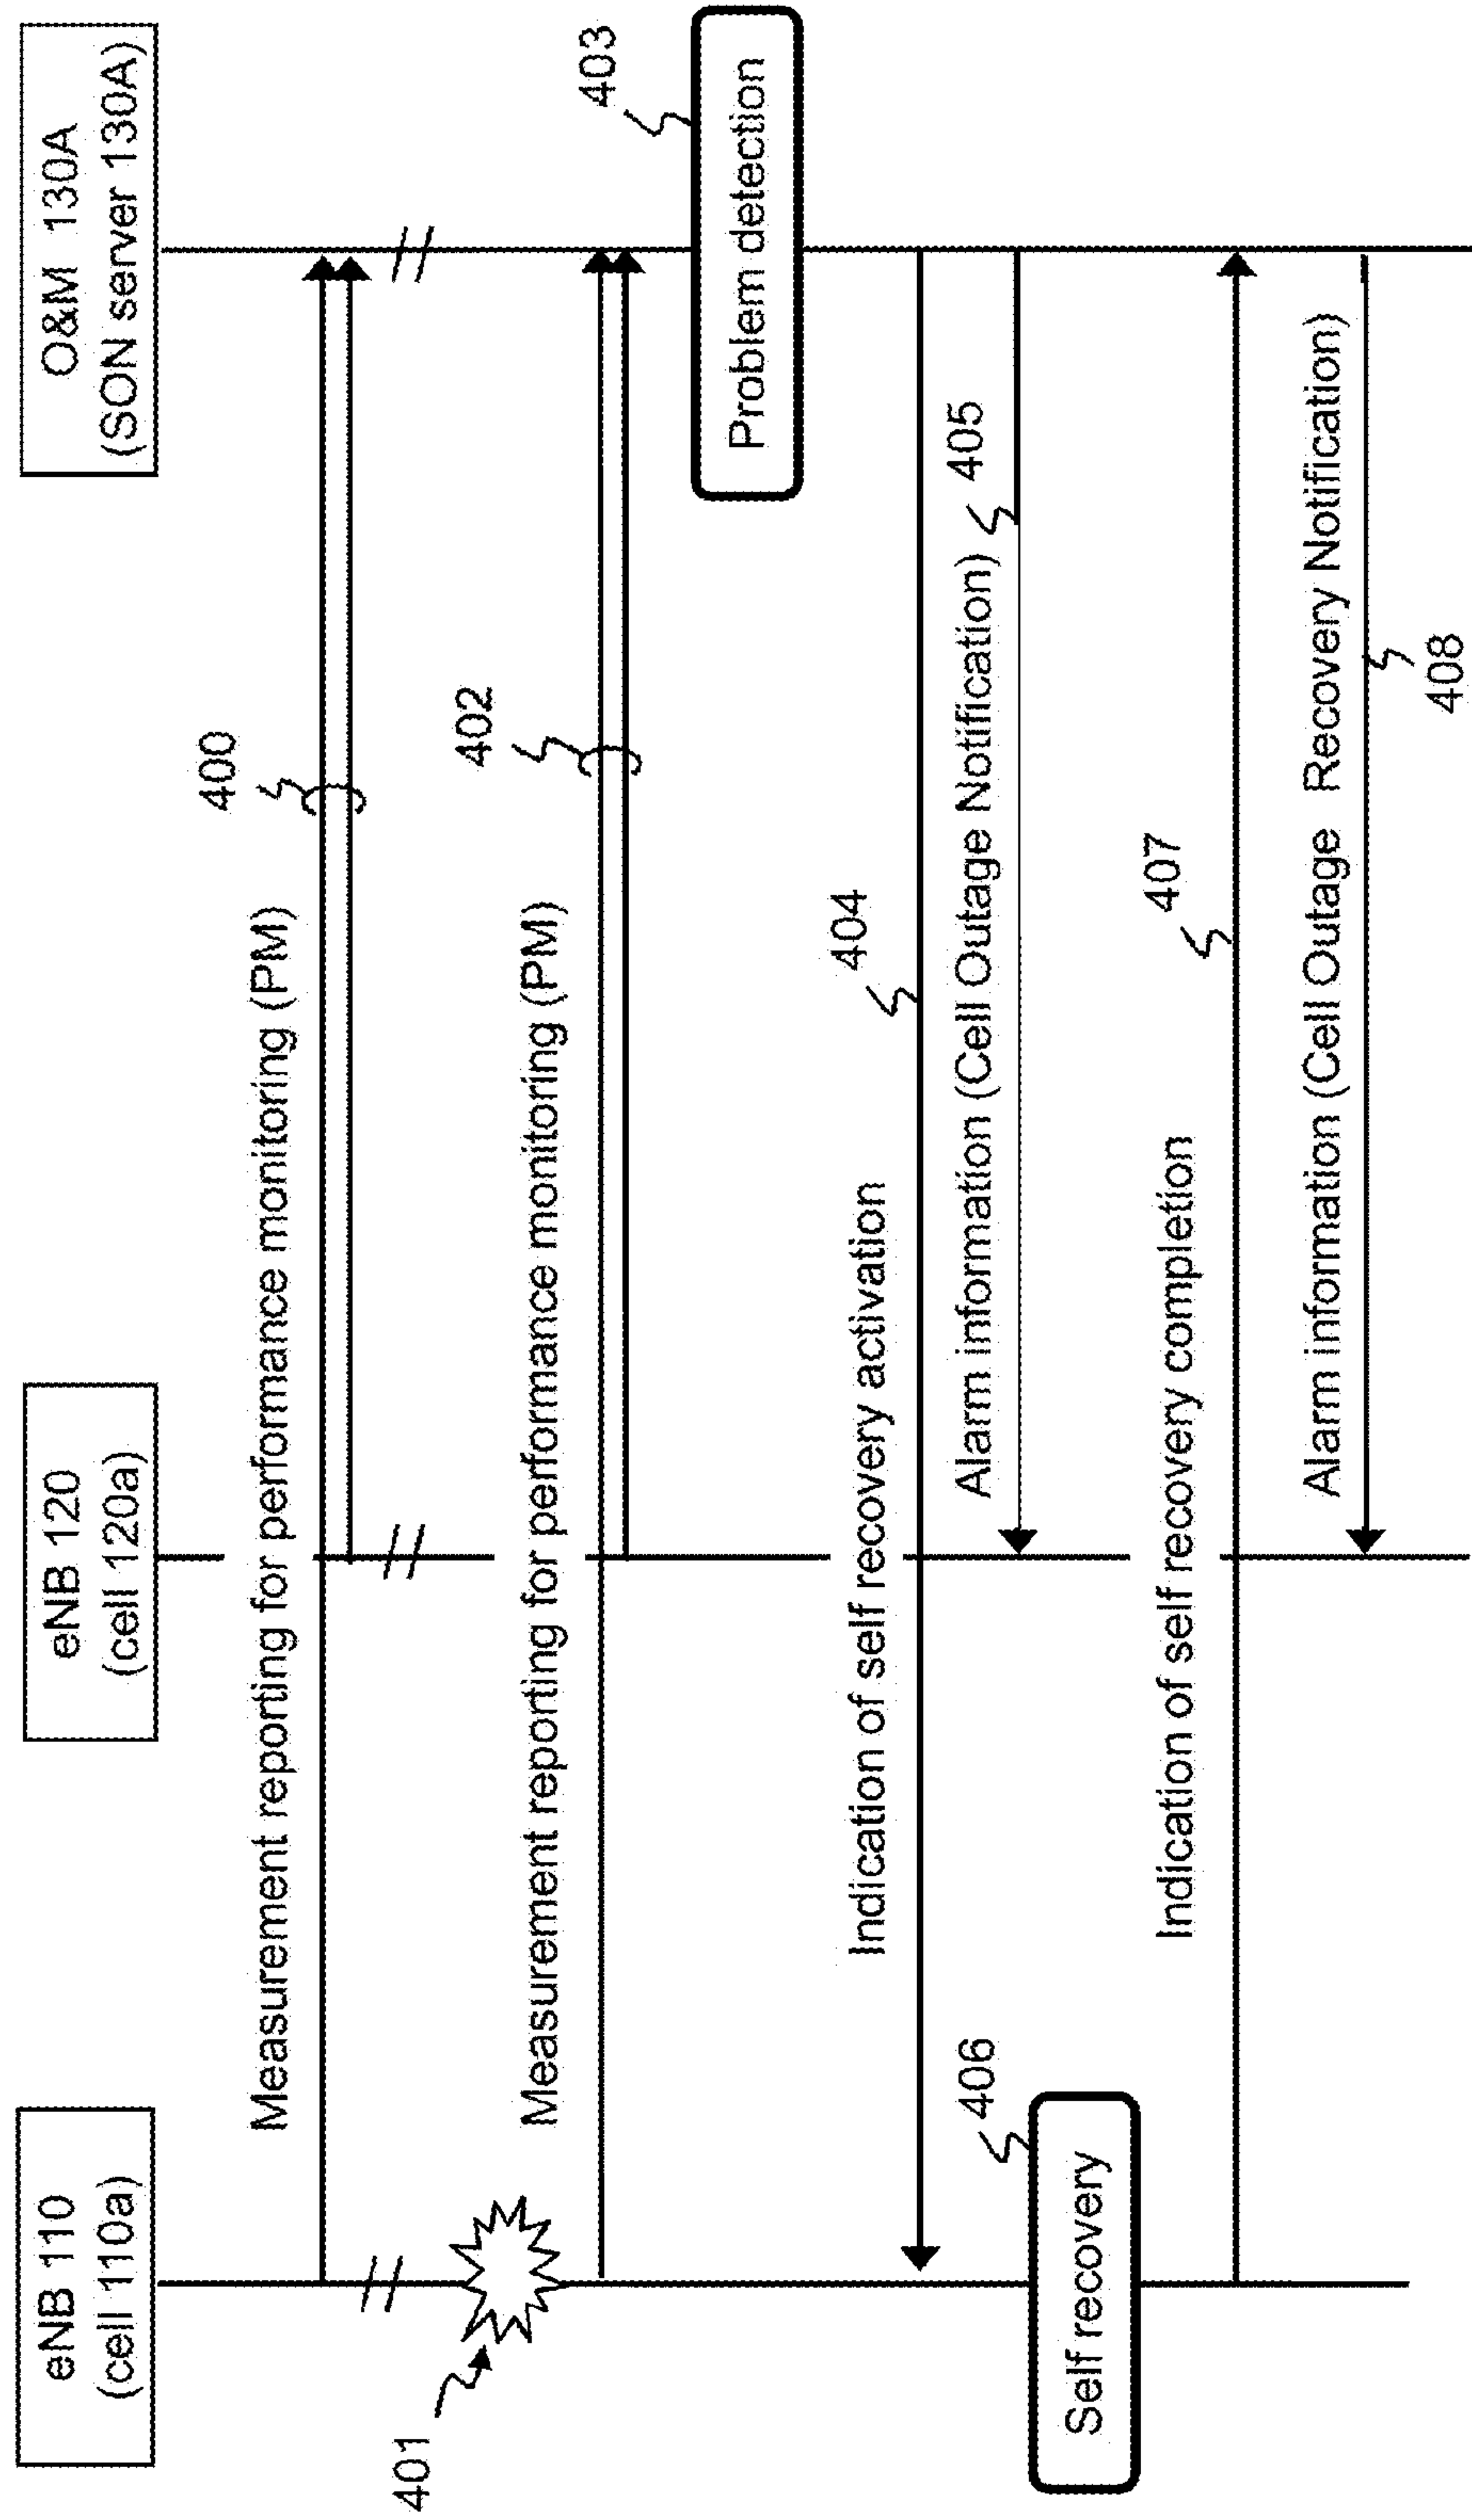 eNB 110
(cell 110a)
eNB 120
(cell 120a)
O&M 130A
(SON server 130A)
400
Measurement reporting for performance monitoring (PM)
401
402
Measurement reporting for performance monitoring (PM)
403
Problem detection
404
Indication of self recovery activation
405
Alarm information (Cell Outage Notification)
406
Self recovery
407
Indication of self recovery completion
Alarm information (Cell Outage Recovery Notification)
408